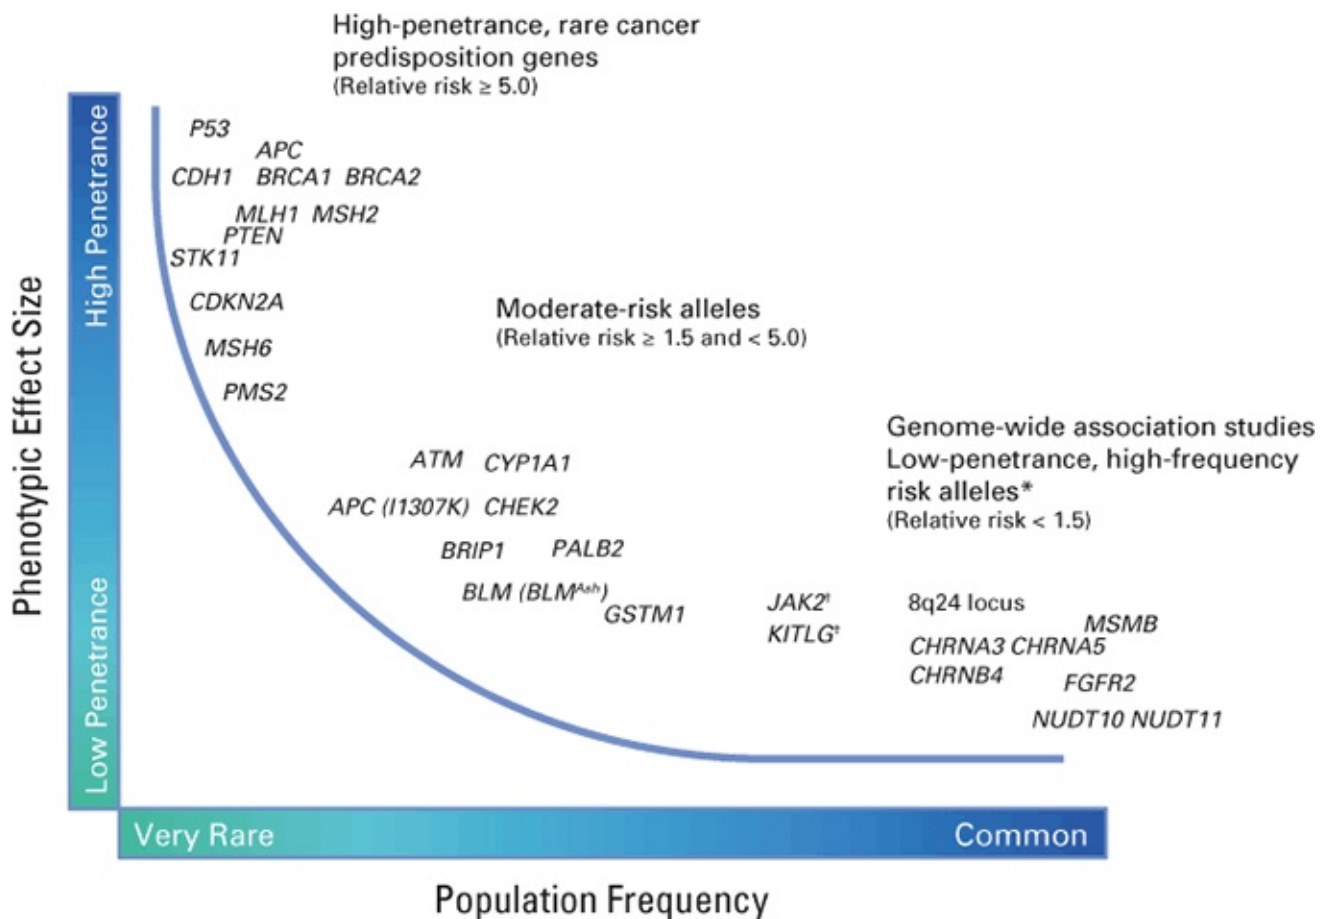 High-penetrance, rare cancer
predisposition genes
(Relative risk ≥ 5.0)
P53
APC
CDH1 BRCA1 BRCA2
MLH1 MSH2
PTEN
STK11
CDKN2A
MSH6
PMS2
Moderate-risk alleles
(Relative risk ≥ 1.5 and < 5.0)
ATM CYP1A1
APC (I1307K) CHEK2
BRIP1 PALB2
BLM (BLMAsh)
GSTM1
Genome-wide association studies
Low-penetrance, high-frequency
risk alleles*
(Relative risk < 1.5)
JAK2† 8q24 locus
MSMB
KITLG‡
CHRNA3 CHRNA5
CHRNB4
FGFR2
NUDT10 NUDT11
Phenotypic Effect Size
High Penetrance
Low Penetrance
Very Rare Common
Population Frequency